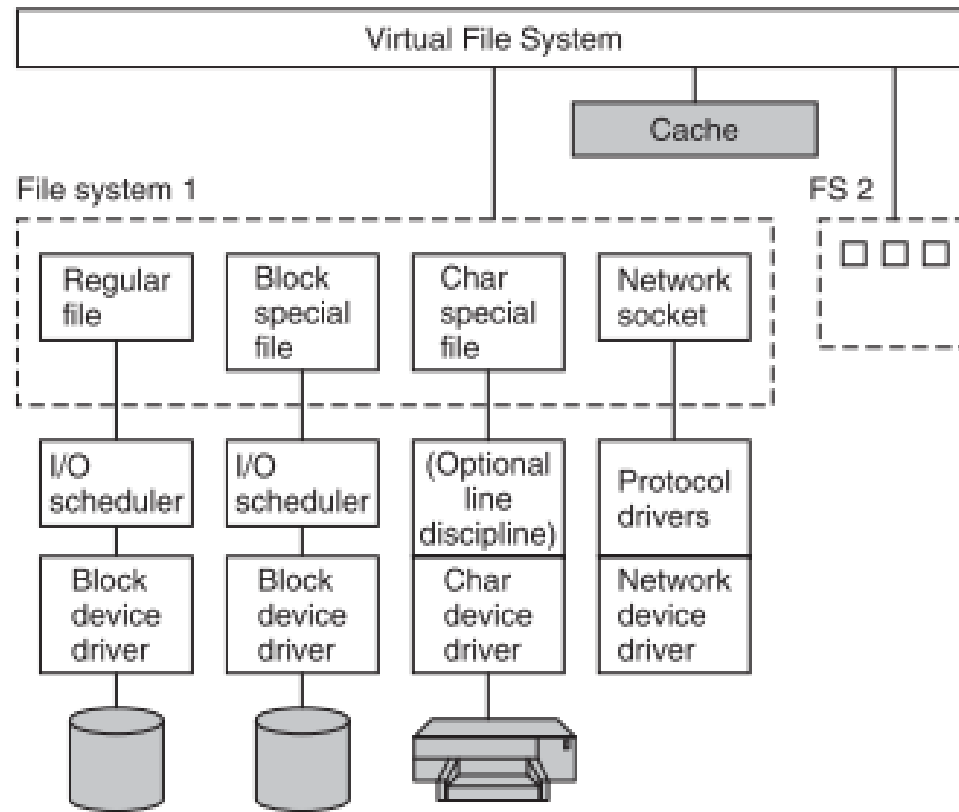 Virtual File System
Cache
File system 1
FS 2
Regular
file
Block
special
file
Char
special
file
Network
socket
I/O
scheduler
I/O
scheduler
(Optional
line
discipline)
Protocol
drivers
Block
device
driver
Block
device
driver
Char
device
driver
Network
device
driver